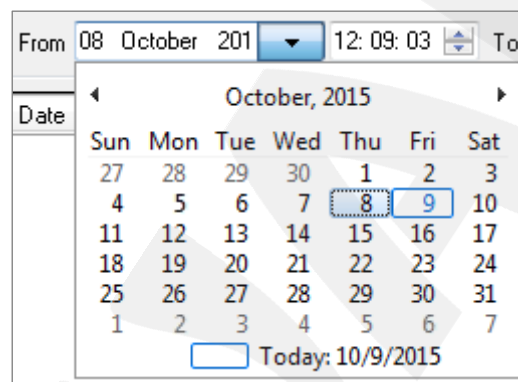 From 08 October 201 12: 09: 03 To
Date
October, 2015
Sun Mon Tue Wed Thu Fri Sat
27 28 29 30 1 2 3
4 5 6 7 8 9 10
11 12 13 14 15 16 17
18 19 20 21 22 23 24
25 26 27 28 29 30 31
1 2 3 4 5 6 7
Today: 10/9/2015